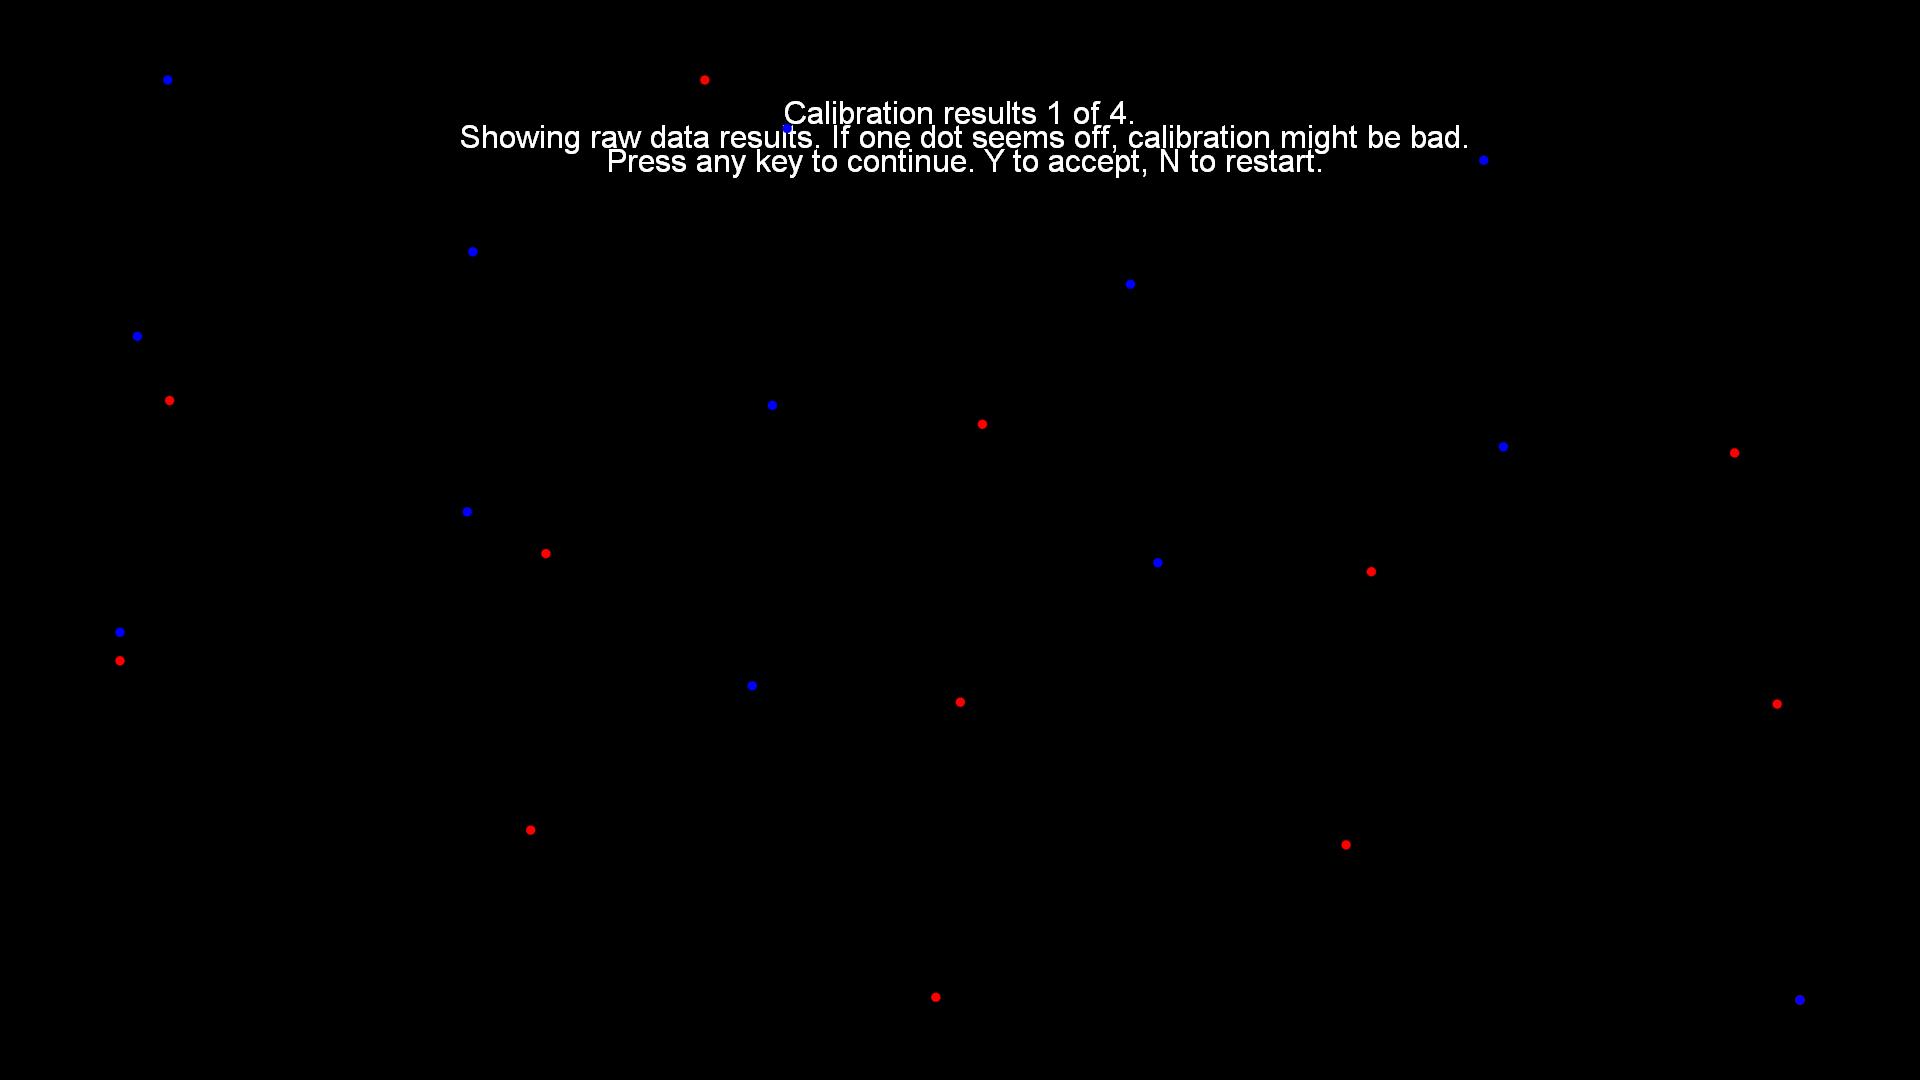 Calibration results 1 of 4.
Showing raw data results. If one dot seems off, calibration might be bad.
Press any key to continue. Y to accept, N to restart.